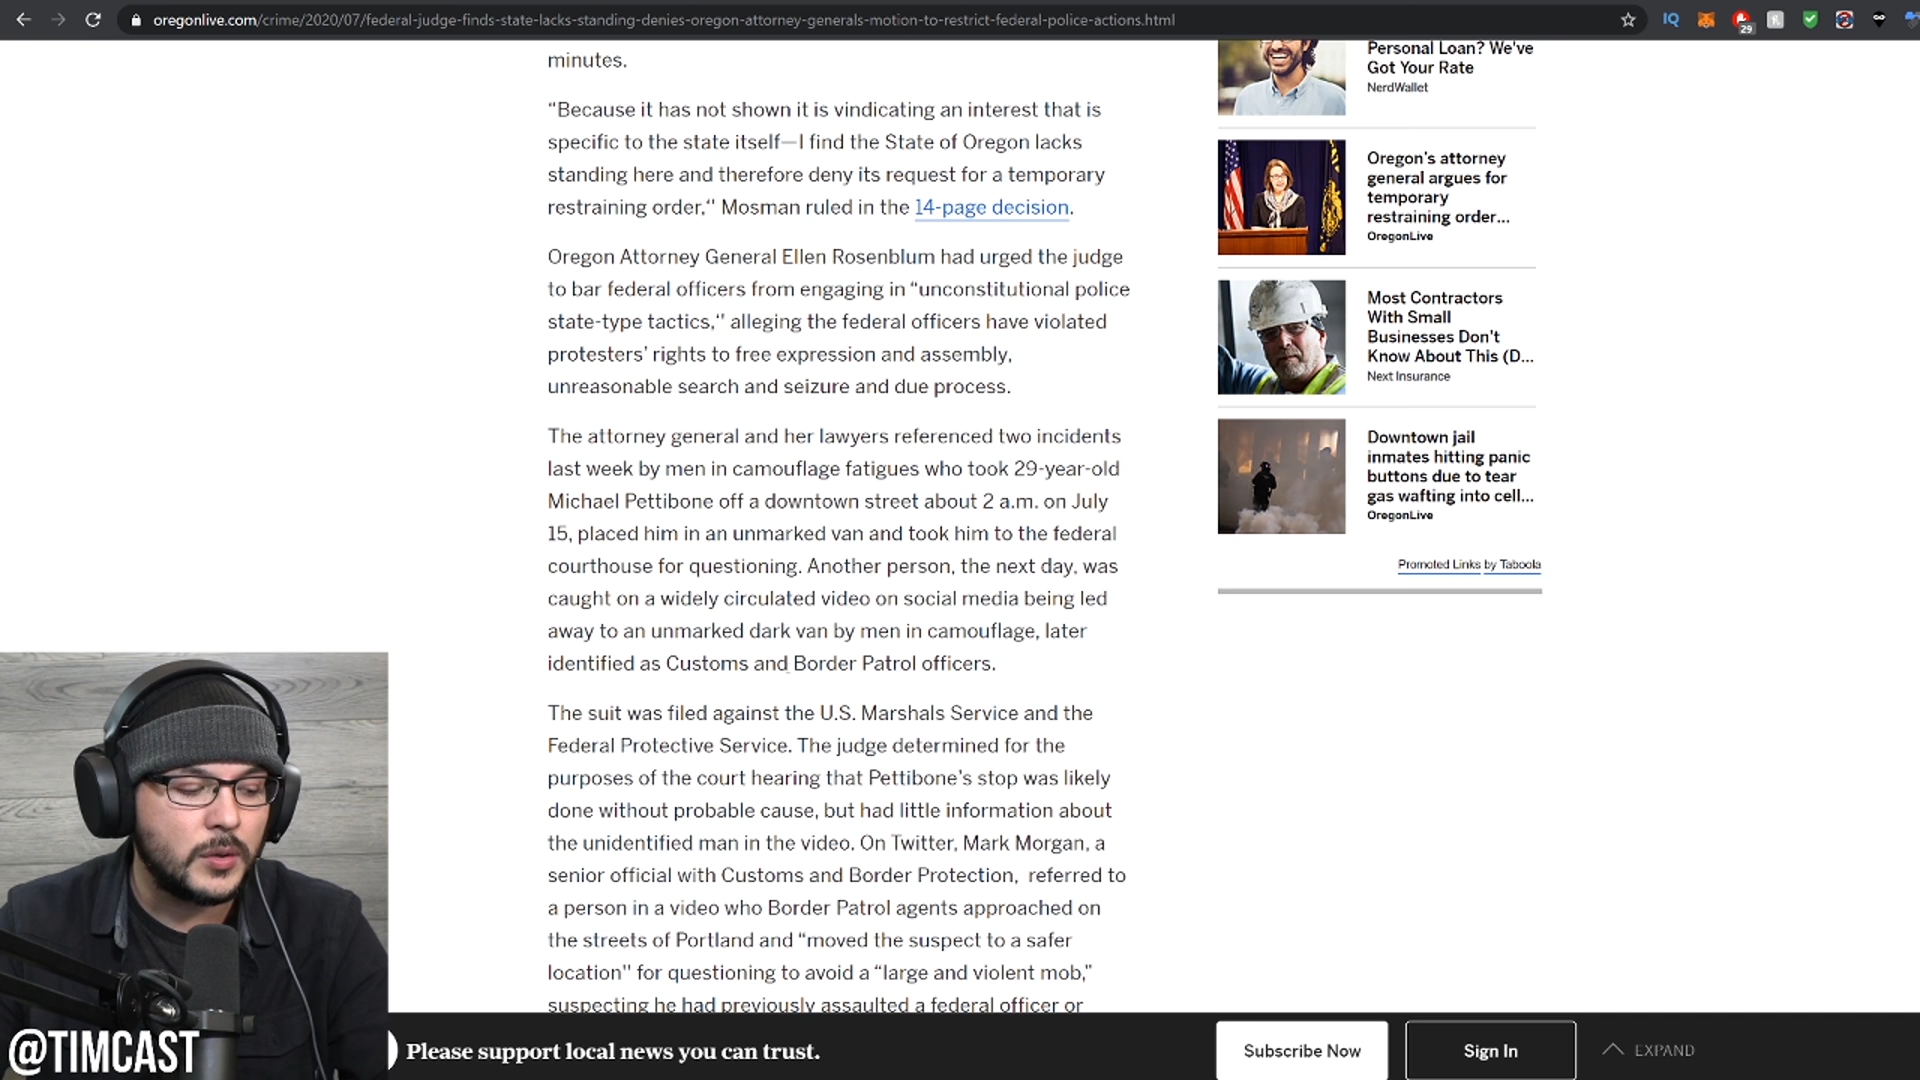 oregonlive.com/crime/2020/07/federal-judge-finds-state-lacks-standing-denies-oregon-attorney-generals-motion-to-restrict-federal-police-actions.html
IQ
29
minutes.
“Because it has not shown it is vindicating an interest that is
specific to the state itself—I find the State of Oregon lacks
standing here and therefore deny its request for a temporary
restraining order,‘‘ Mosman ruled in the 14-page decision.
Oregon Attorney General Ellen Rosenblum had urged the judge
to bar federal officers from engaging in “unconstitutional police
state-type tactics,‘’ alleging the federal officers have violated
protesters’ rights to free expression and assembly,
unreasonable search and seizure and due process.
The attorney general and her lawyers referenced two incidents
last week by men in camouflage fatigues who took 29-year-old
Michael Pettibone off a downtown street about 2 a.m. on July
15, placed him in an unmarked van and took him to the federal
courthouse for questioning. Another person, the next day, was
caught on a widely circulated video on social media being led
away to an unmarked dark van by men in camouflage, later
identified as Customs and Border Patrol officers.
The suit was filed against the U.S. Marshals Service and the
Federal Protective Service. The judge determined for the
purposes of the court hearing that Pettibone’s stop was likely
done without probable cause, but had little information about
the unidentified man in the video. On Twitter, Mark Morgan, a
senior official with Customs and Border Protection, referred to
a person in a video who Border Patrol agents approached on
the streets of Portland and “moved the suspect to a safer
location" for questioning to avoid a “large and violent mob,”
suspecting he had previously assaulted a federal officer or
Personal Loan? We've
Got Your Rate
NerdWallet
Oregon’s attorney
general argues for
temporary
restraining order...
OregonLive
Most Contractors
With Small
Businesses Don't
Know About This (D...
Next Insurance
Downtown jail
inmates hitting panic
buttons due to tear
gas wafting into cell...
OregonLive
Promoted Links by Taboola
@TIMCAST
Please support local news you can trust.
Subscribe Now
Sign In
EXPAND